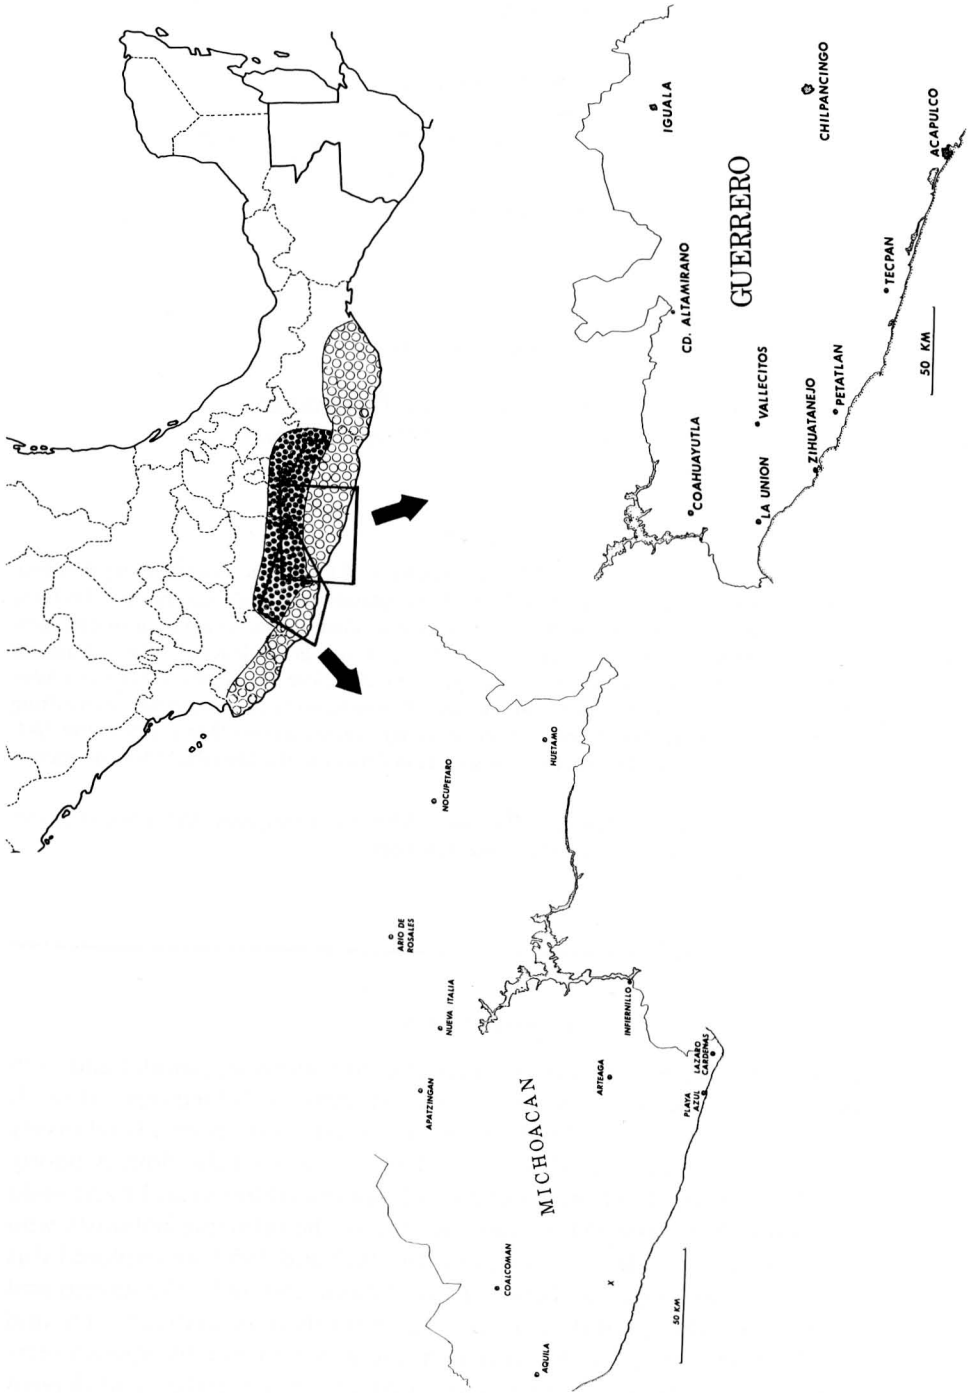 IGUALA
CHILPANCINGO
ACAPULCO
GUERRERO
CD. ALTAMIRANO
TECPAN
VALLECITOS
PETATLAN
COAHUAYUTLA
ZIHUATANEJO
LA UNION
50 KM
HUETAMO
NOCUPETARO
ARIO DE
ROSALES
NUEVA ITALIA
INFIERNILLO
APATZINGAN
ARTEAGA
LAZARO
CARDENAS
PLAYA
AZUL
MICHOACAN
COALCOMAN
X
AQUILA
50 KM